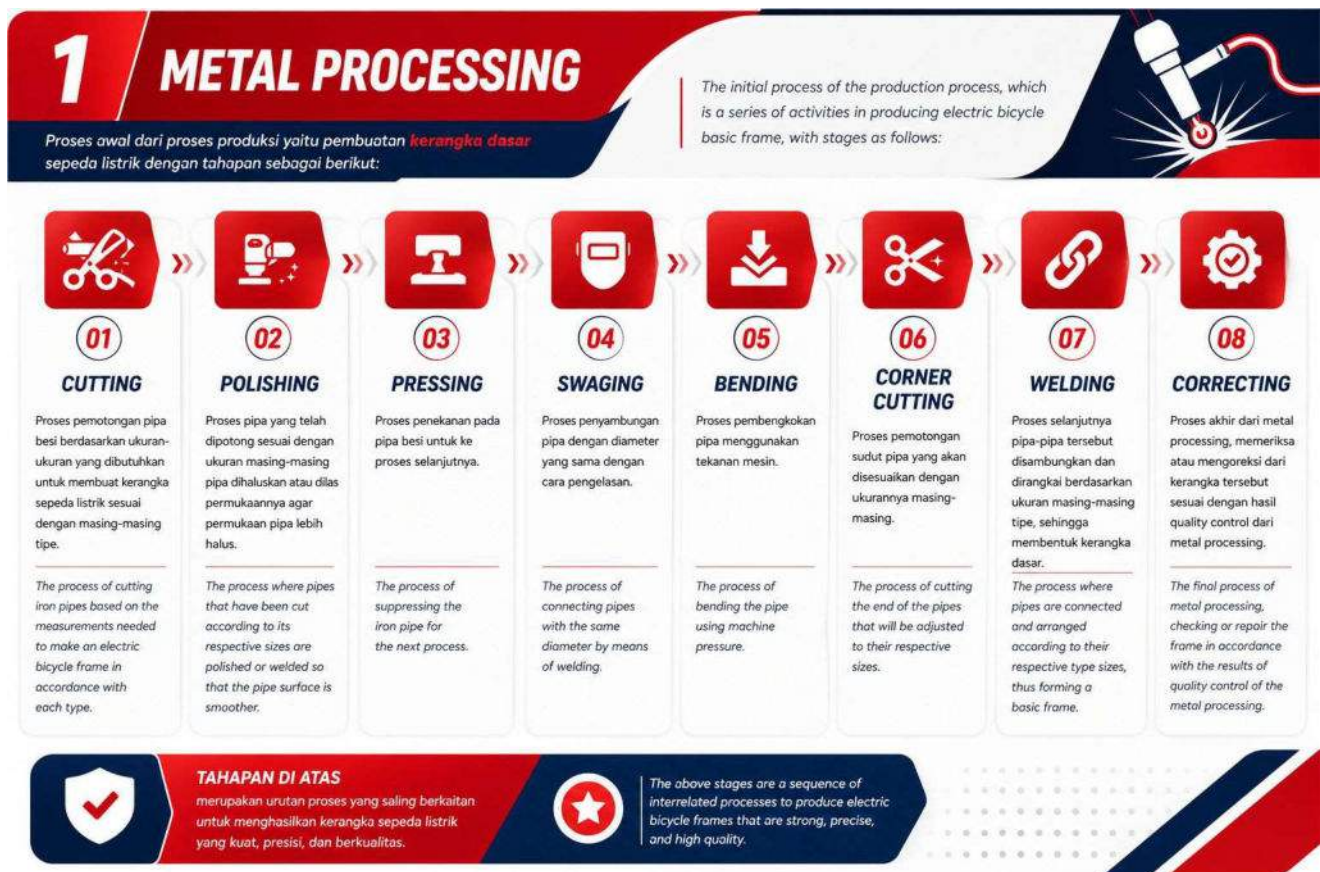 1
METAL PROCESSING
Proses awal dari proses produksi yaitu pembuatan kerangka dasar
sepeda listrik dengan tahapan sebagai berikut:
The initial process of the production process, which
is a series of activities in producing electric bicycle
basic frame, with stages as follows:
01
CUTTING
Proses pemotongan pipa
besi berdasarkan ukuran-
ukuran yang dibutuhkan
untuk membuat kerangka
sepeda listrik sesuai
dengan masing-masing
tipe.
The process of cutting
iron pipes based on the
measurements needed
to make an electric
bicycle frame in
accordance with
each type.
02
POLISHING
Proses pipa yang telah
dipotong sesuai dengan
ukuran masing-masing
pipa dihaluskan atau dilas
permukaannya agar
permukaan pipa lebih
halus.
The process where pipes
that have been cut
according to its
respective sizes are
polished or welded so
that the pipe surface is
smoother.
03
PRESSING
Proses penekanan pada
pipa besi untuk ke
proses selanjutnya.
The process of
suppressing the
iron pipe for
the next process.
04
SWAGING
Proses penyambungan
pipa dengan diameter
yang sama dengan
cara pengelasan.
The process of
connecting pipes
with the same
diameter by means
of welding.
05
BENDING
Proses pembengkokan
pipa menggunakan
tekanan mesin.
The process of
bending the pipe
using machine
pressure.
06
CORNER
CUTTING
Proses pemotongan
sudut pipa yang akan
disesuaikan dengan
ukurannya masing-
masing.
The process of cutting
the end of the pipes
that will be adjusted
to their respective
sizes.
07
WELDING
Proses selanjutnya
pipa-pipa tersebut
disambungkan dan
dirangkai berdasarkan
ukuran masing-masing
tipe, sehingga
membentuk kerangka
dasar.
The process where
pipes are connected
and arranged
according to their
respective type sizes,
thus forming a
basic frame.
08
CORRECTING
Proses akhir dari metal
processing, memeriksa
atau mengoreksi dari
kerangka tersebut
sesuai dengan hasil
quality control dari
metal processing.
The final process of
metal processing,
checking or repair the
frame in accordance
with the results of
quality control of the
metal processing.
TAHAPAN DI ATAS
merupakan urutan proses yang saling berkaitan
untuk menghasilkan kerangka sepeda listrik
yang kuat, presisi, dan berkualitas.
The above stages are a sequence of
interrelated processes to produce electric
bicycle frames that are strong, precise,
and high quality.